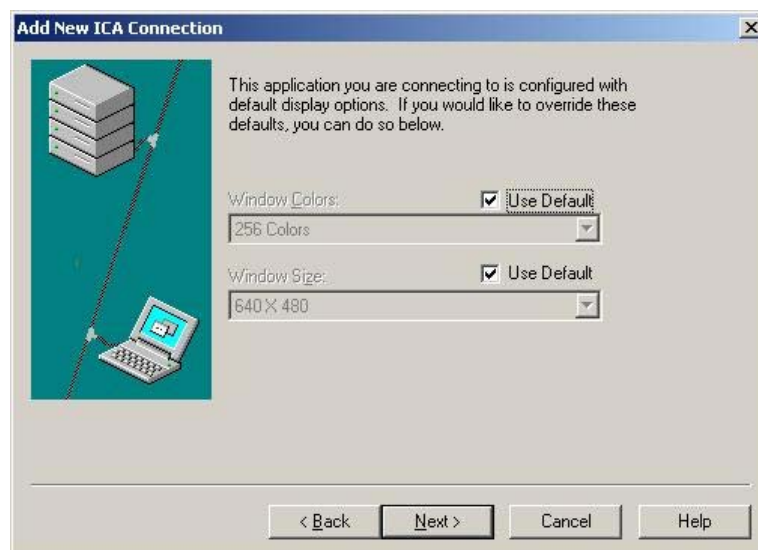 Add New ICA Connection
This application you are connecting to is configured with
default display options. If you would like to override these
defaults, you can do so below.
Window Colors:
Use Default
256 Colors
Window Size:
Use Default
640 X 480
< Back
Next >
Cancel
Help